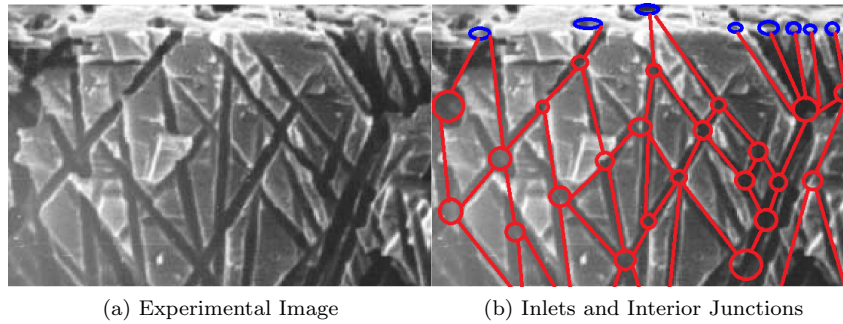 (a) Experimental Image
(b) Inlets and Interior Junctions